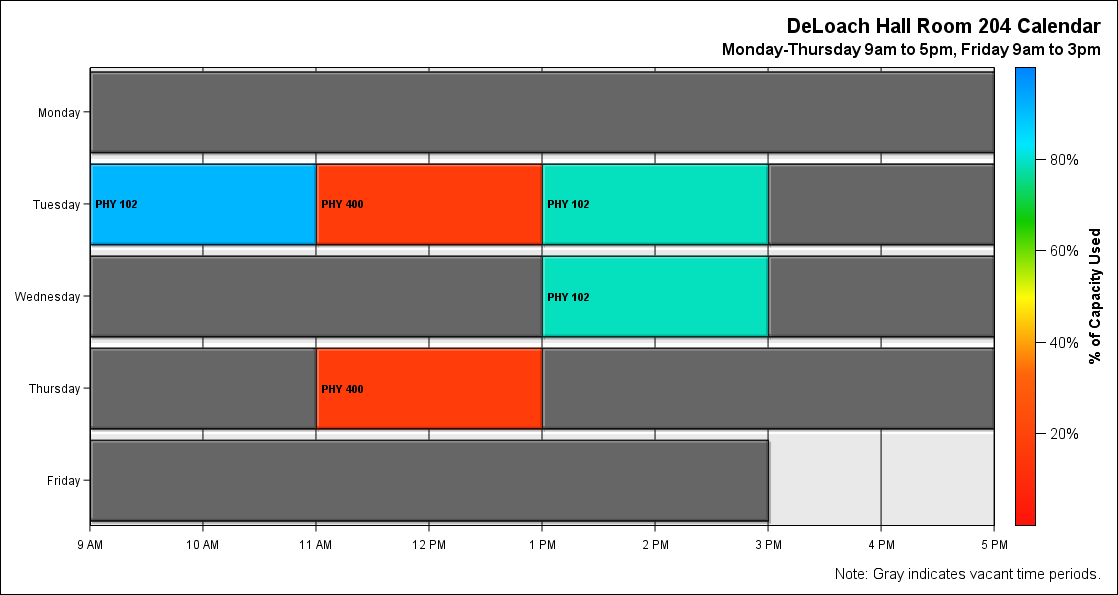 DeLoach Hall Room 204 Calendar
Monday-Thursday 9am to 5pm, Friday 9am to 3pm
Monday
Tuesday
PHY 102
PHY 400
PHY 102
Wednesday
PHY 102
Thursday
PHY 400
Friday
9 AM
10 AM
11 AM
12 PM
1 PM
2 PM
3 PM
4 PM
5 PM
80%
60%
40%
20%
% of Capacity Used
Note: Gray indicates vacant time periods.